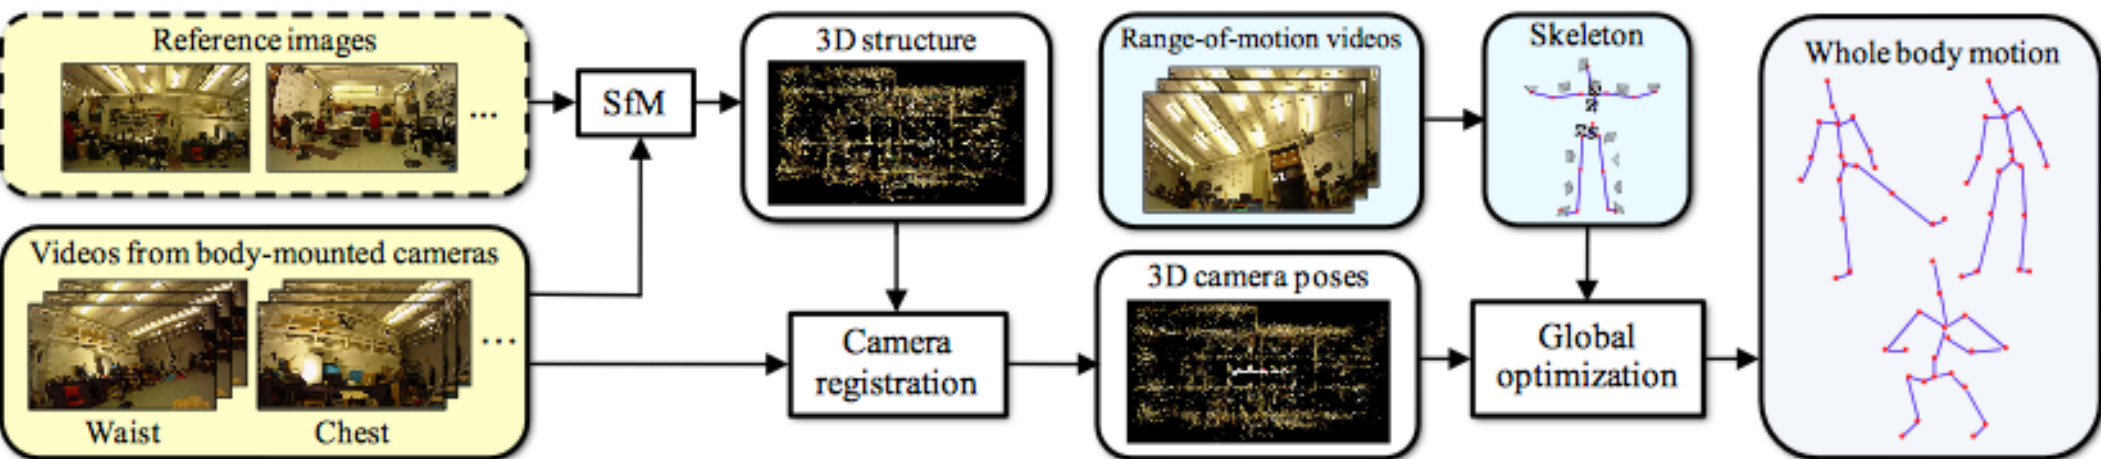 Reference images
...
SfM
3D structure
Range-of-motion videos
Skeleton
Whole body motion
Videos from body-mounted cameras
...
Waist
Chest
Camera
registration
3D camera poses
Global
optimization